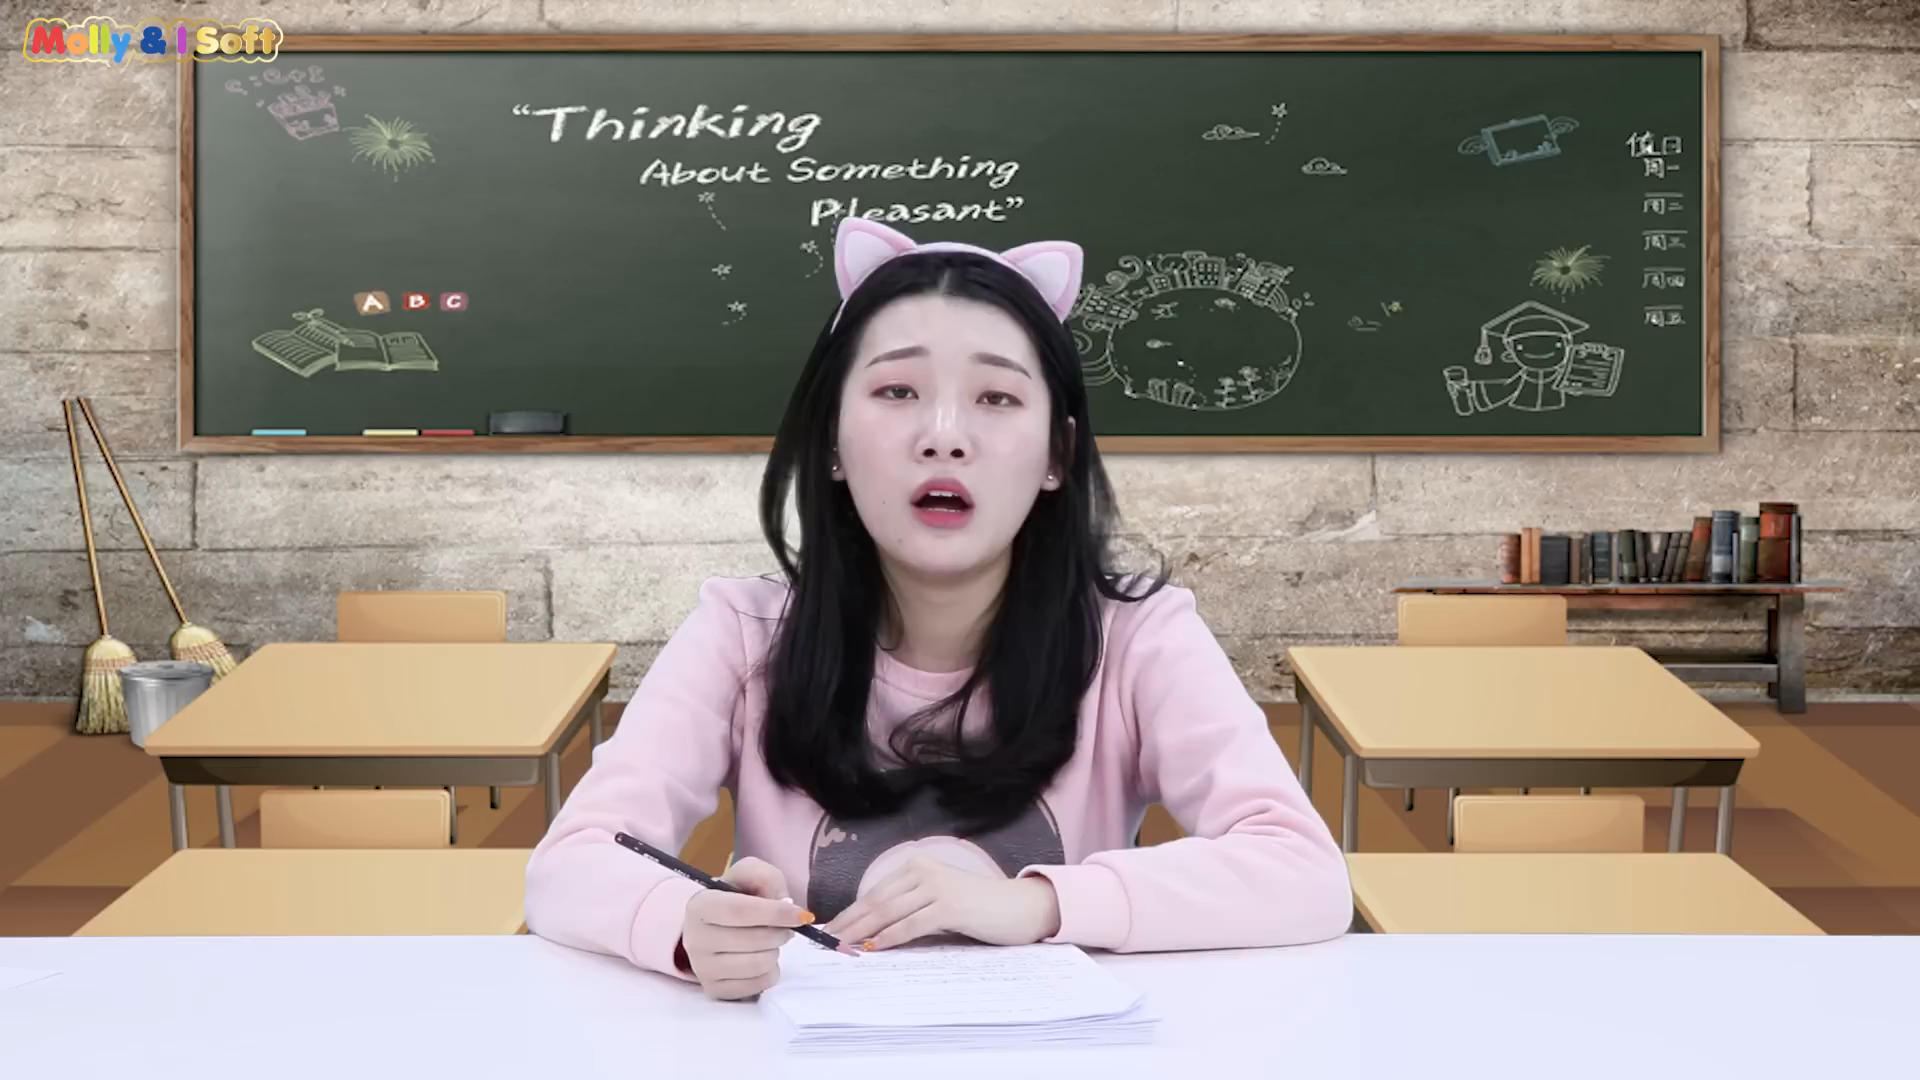 Molly & I Soft
“Thinking
About Something
Pleasant”
A B C
值日
周一
周二
周三
周四
周五